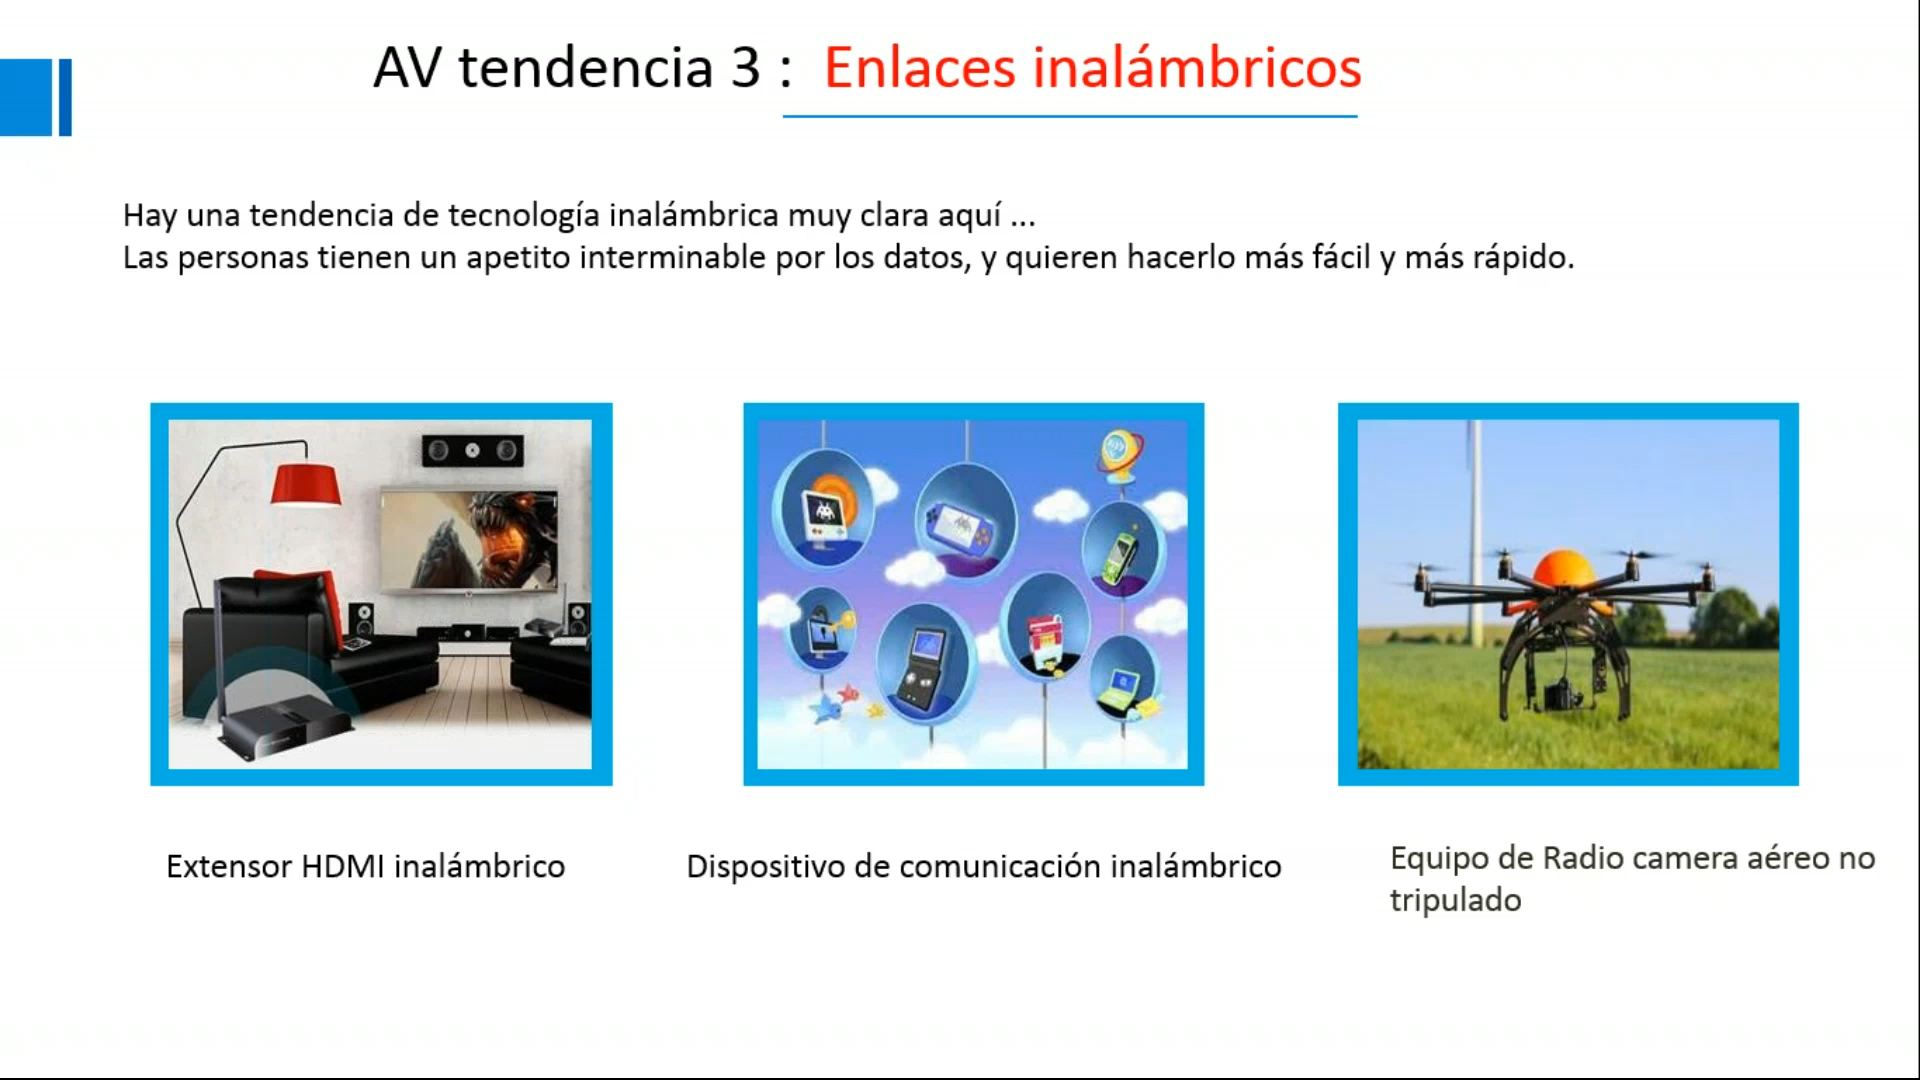 AV tendencia 3 : Enlaces inalámbricos
Hay una tendencia de tecnología inalámbrica muy clara aquí ...
Las personas tienen un apetito interminable por los datos, y quieren hacerlo más fácil y más rápido.
Extensor HDMI inalámbrico
Dispositivo de comunicación inalámbrico
Equipo de Radio camera aéreo no
tripulado